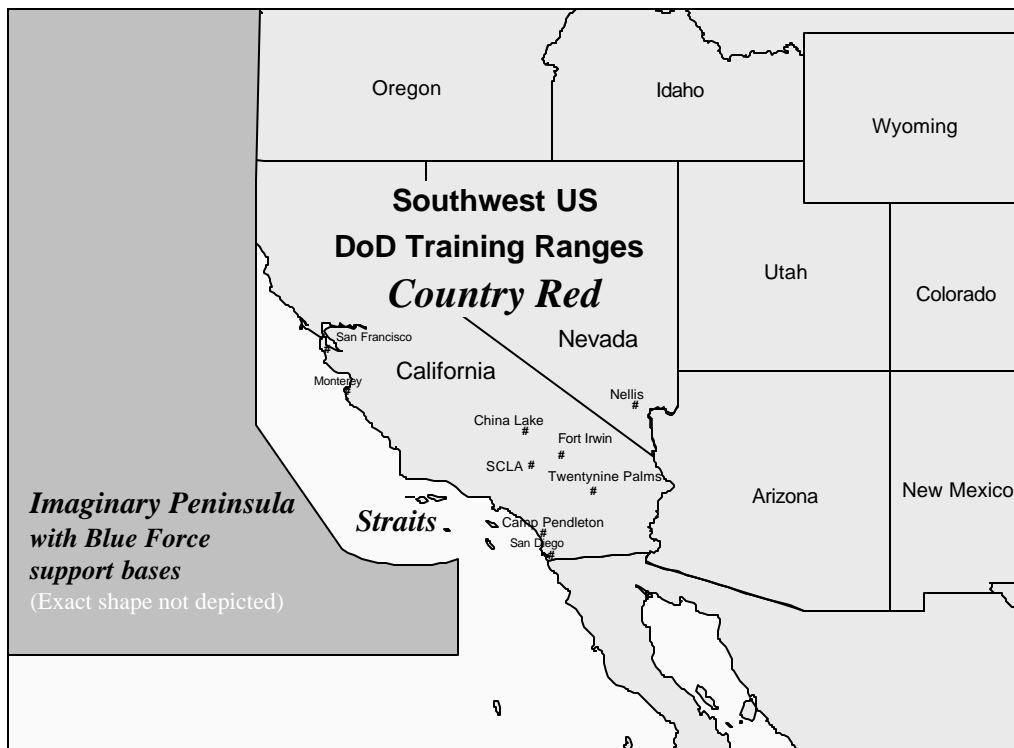 Oregon
Idaho
Wyoming
Southwest US
DoD Training Ranges
Country Red
Utah
Colorado
San Francisco
Nevada
California
Monterey
#
Nellis
#
China Lake
#
Fort Irwin
#
SCLA #
Twentynine Palms
#
Arizona
New Mexico
Imaginary Peninsula
with Blue Force
support bases
(Exact shape not depicted)
Straits
Camp Pendleton
#
San Diego
#
#